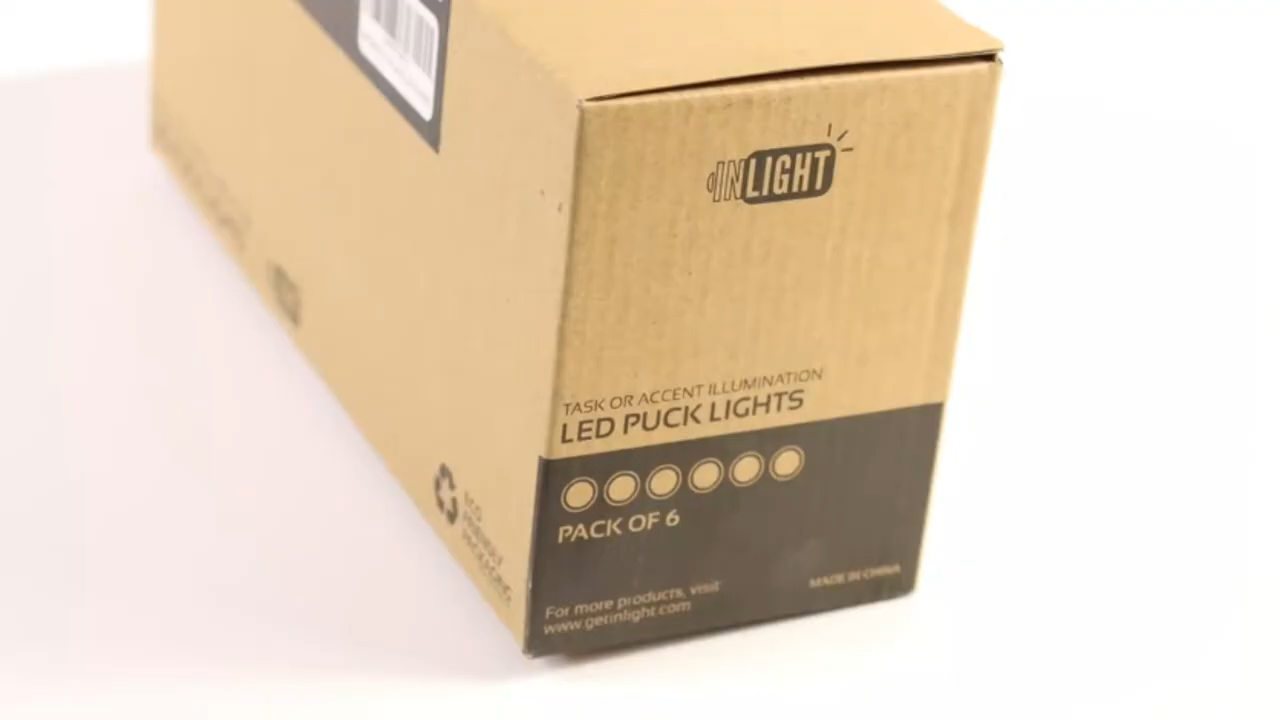 INLIGHT
TASK OR ACCENT ILLUMINATION
LED PUCK LIGHTS
PACK OF 6
For more products, visit
www.getinlight.com
MADE IN CHINA
ECO
FRIENDLY
PACKAGING